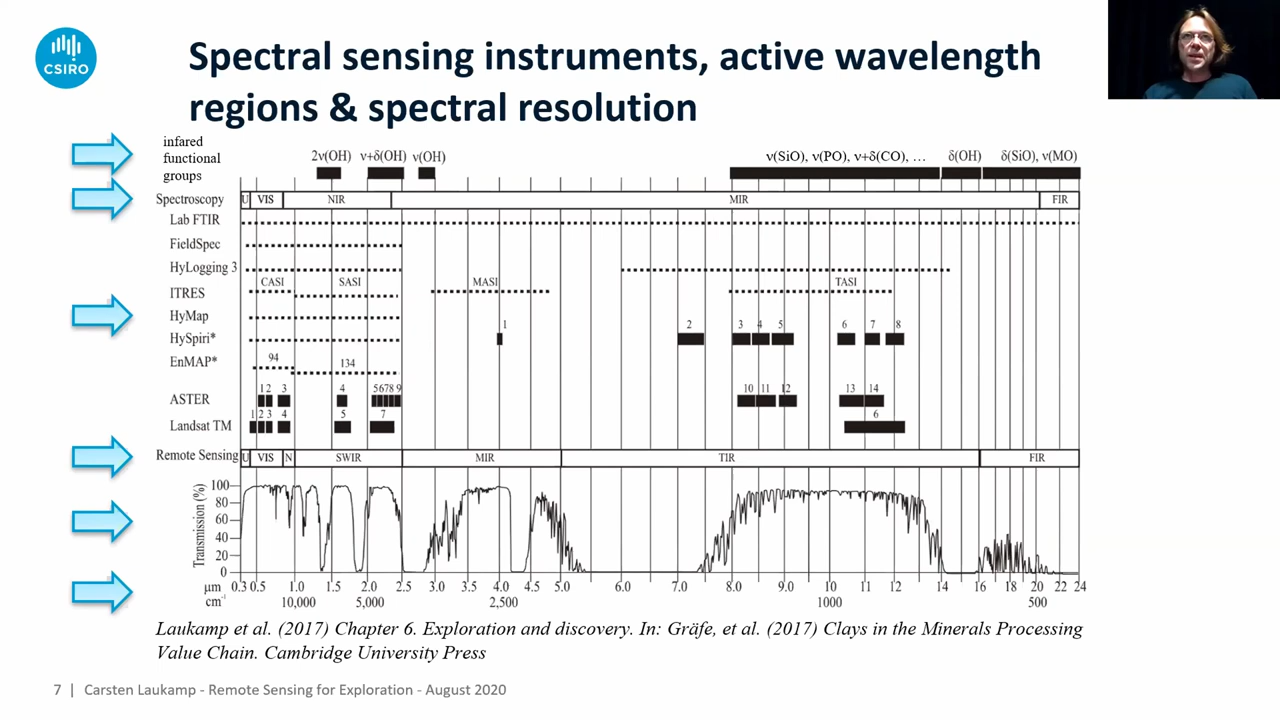 CSIRO
Spectral sensing instruments, active wavelength
regions & spectral resolution
infared
functional
groups
2ν(OH) ν+δ(OH) ν(OH) ν(SiO), ν(PO), ν+δ(CO), … δ(OH) δ(SiO), ν(MO)
Spectroscopy U VIS NIR MIR FIR
Lab FTIR
FieldSpec
HyLogging 3
CASI SASI MASI TASI
ITRES
HyMap
1 2 3 4 5 6 7 8
HySpiri*
EnMAP* 94 134
1 2 3 4 5 6 7 8 9 10 11 12 13 14
ASTER
1 2 3 4 5 7 6
Landsat TM
Remote Sensing U VIS N SWIR MIR TIR FIR
Transmission (%)
100
80
60
40
20
0
μm 0.3 0.5 1.0 1.5 2.0 2.5 3.0 3.5 4.0 4.5 5.0 6.0 7.0 8.0 9.0 10 11 12 14 16 18 20 22 24
cm⁻¹ 10,000 5,000 2,500 1000 500
Laukamp et al. (2017) Chapter 6. Exploration and discovery. In: Gräfe, et al. (2017) Clays in the Minerals Processing
Value Chain. Cambridge University Press
7 | Carsten Laukamp - Remote Sensing for Exploration - August 2020